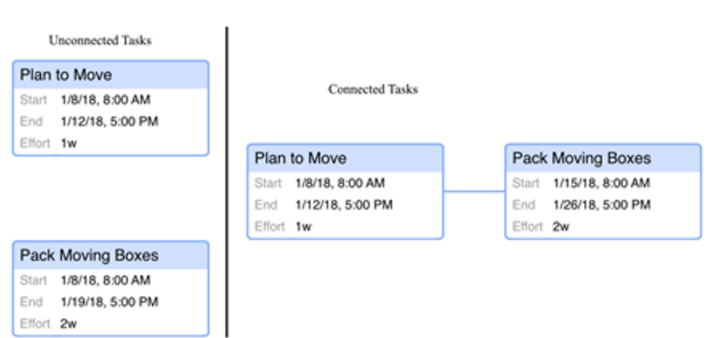 Unconnected Tasks
Plan to Move
Start 1/8/18, 8:00 AM
End 1/12/18, 5:00 PM
Effort 1w
Pack Moving Boxes
Start 1/8/18, 8:00 AM
End 1/19/18, 5:00 PM
Effort 2w
Connected Tasks
Plan to Move
Start 1/8/18, 8:00 AM
End 1/12/18, 5:00 PM
Effort 1w
Pack Moving Boxes
Start 1/15/18, 8:00 AM
End 1/26/18, 5:00 PM
Effort 2w